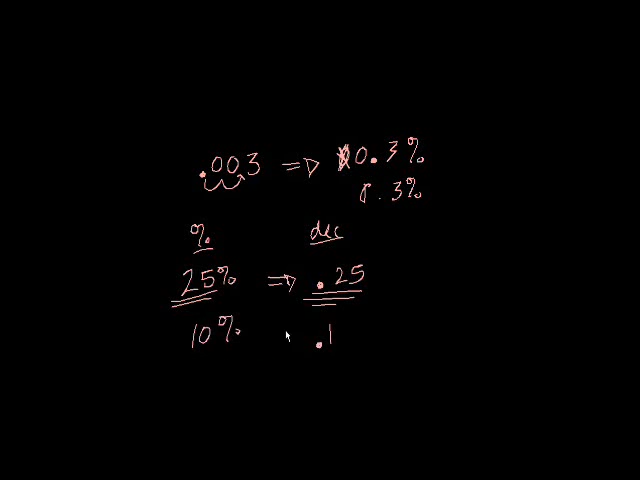 .003 => 0.3%
0.3%
% dec
25% => .25
10% .1